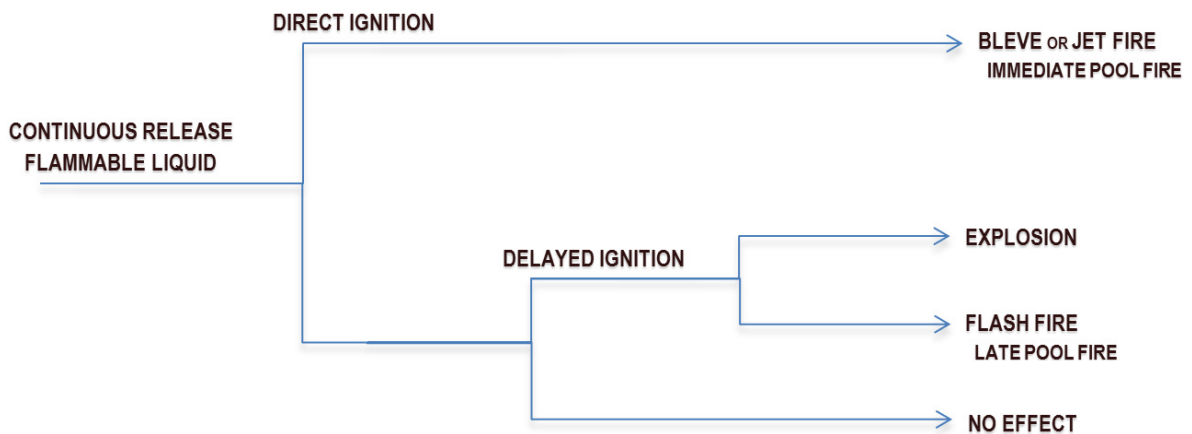 DIRECT IGNITION
BLEVE OR JET FIRE
IMMEDIATE POOL FIRE
CONTINUOUS RELEASE
FLAMMABLE LIQUID
EXPLOSION
DELAYED IGNITION
FLASH FIRE
LATE POOL FIRE
NO EFFECT